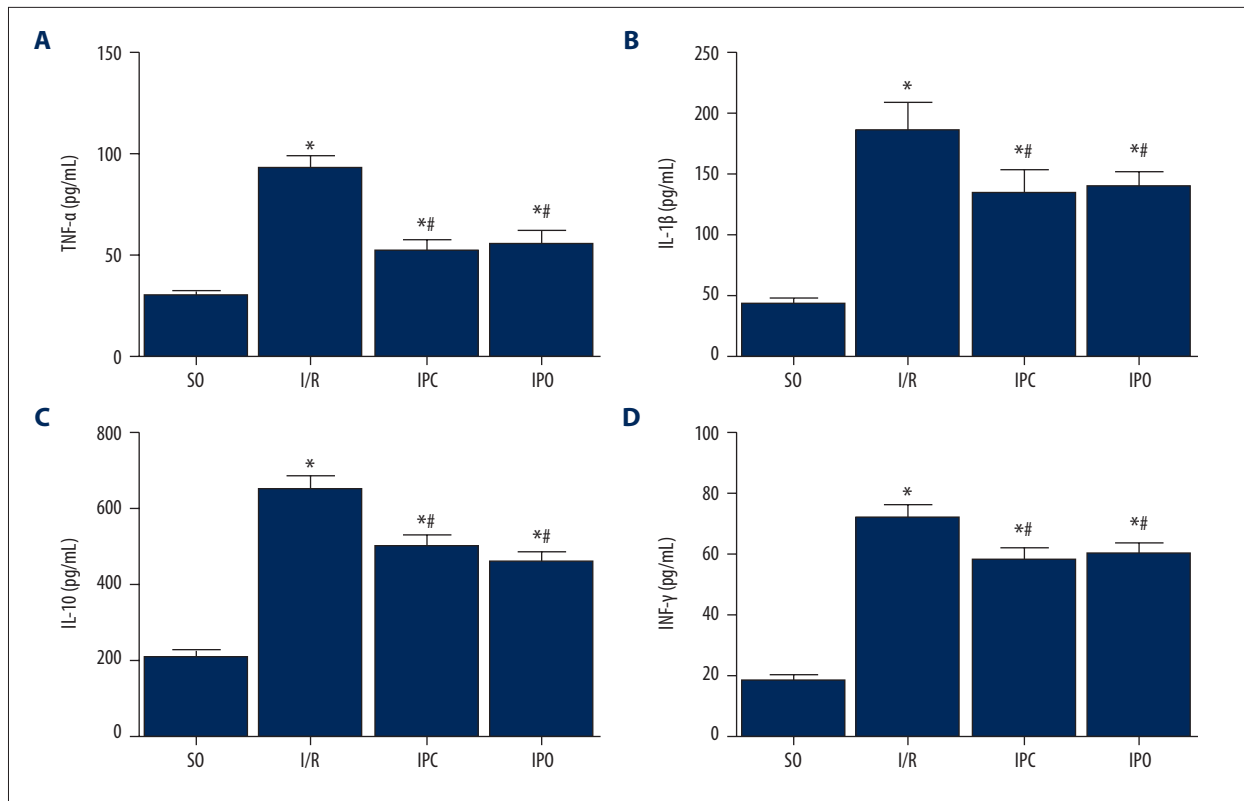 A
TNF-α (pg/mL)
150
100
50
0
*
*#
*#
SO I/R IPC IPO
B
IL-1β (pg/mL)
250
200
150
100
50
0
*
*#
*#
SO I/R IPC IPO
C
IL-10 (pg/mL)
800
600
400
200
0
*
*#
*#
SO I/R IPC IPO
D
INF-γ (pg/mL)
100
80
60
40
20
0
*
*#
*#
SO I/R IPC IPO